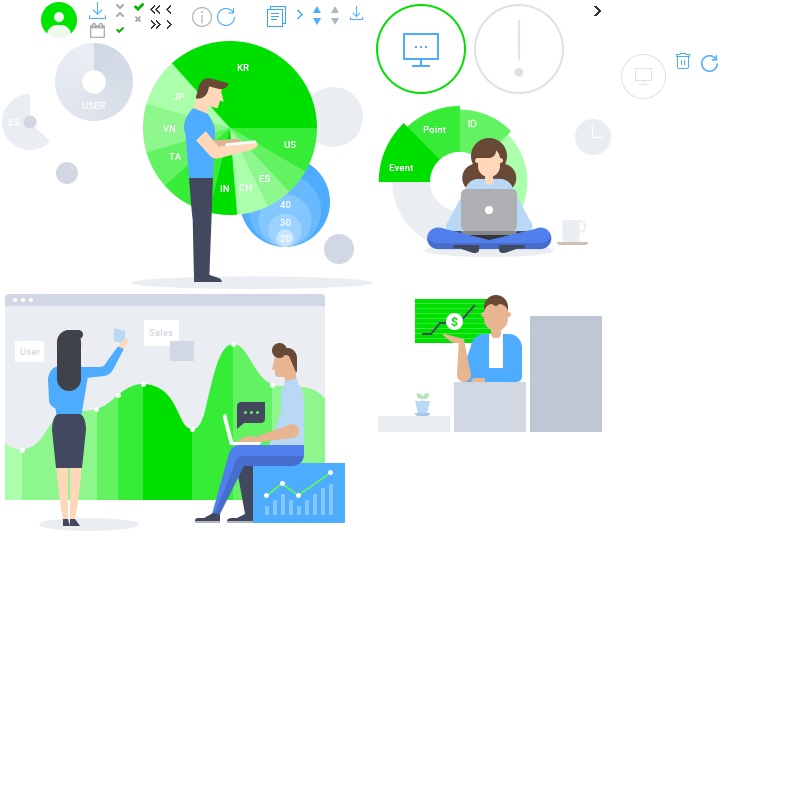 USER
65
KR
JP
VN
TA
US
ES
CH
IN
40
30
20
Event
Point
ID
User
Sales
$